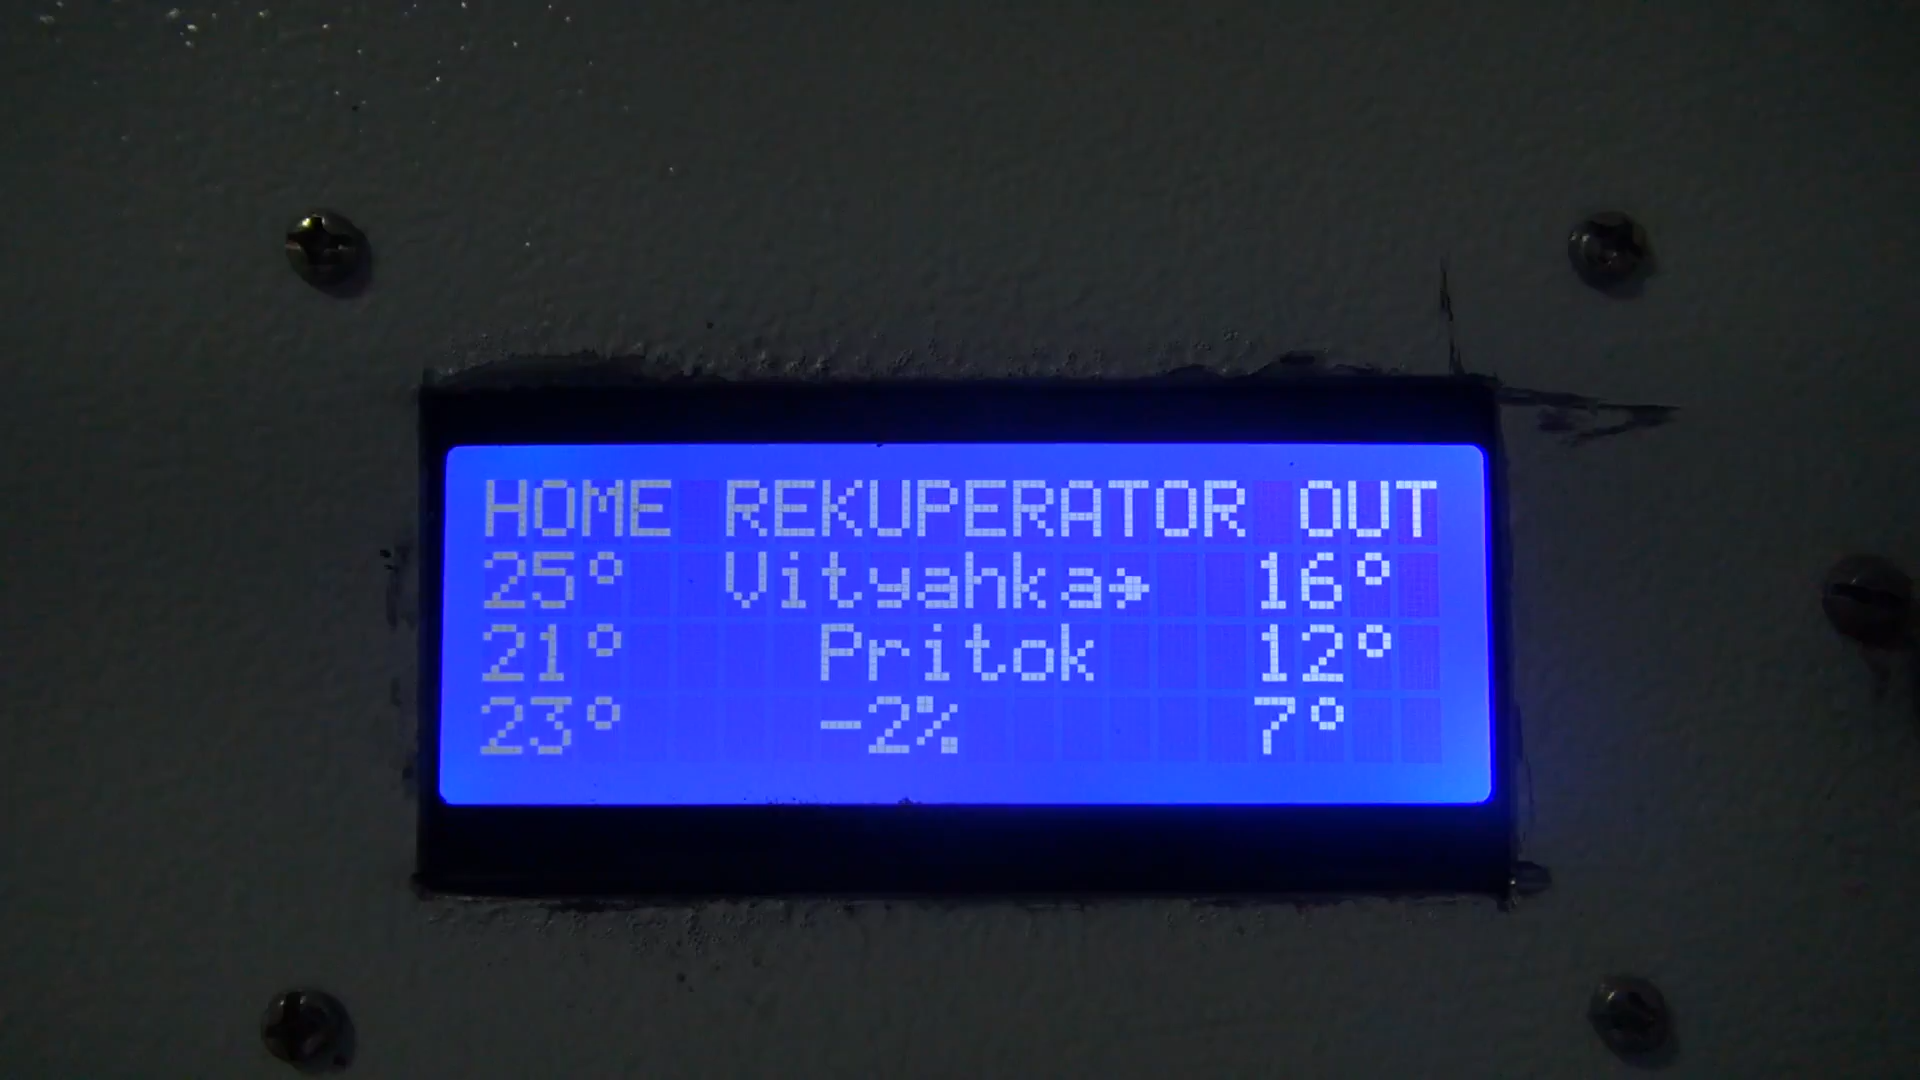 HOME REKUPERATOR OUT
25° Vityahka→ 16°
21° Pritok 12°
23° -2% 7°